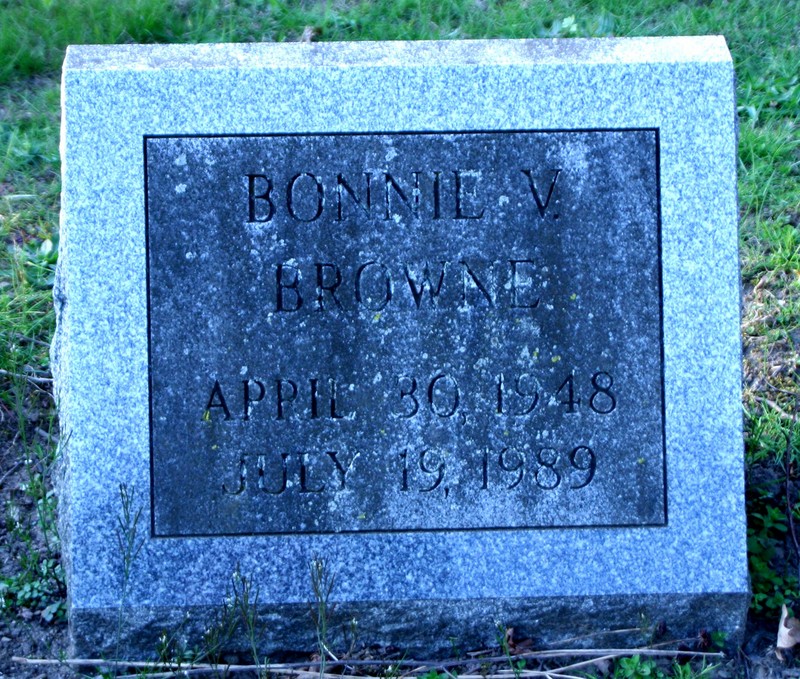 BONNIE V.
BROWNE
APRIL 30, 1948
JULY 19, 1989